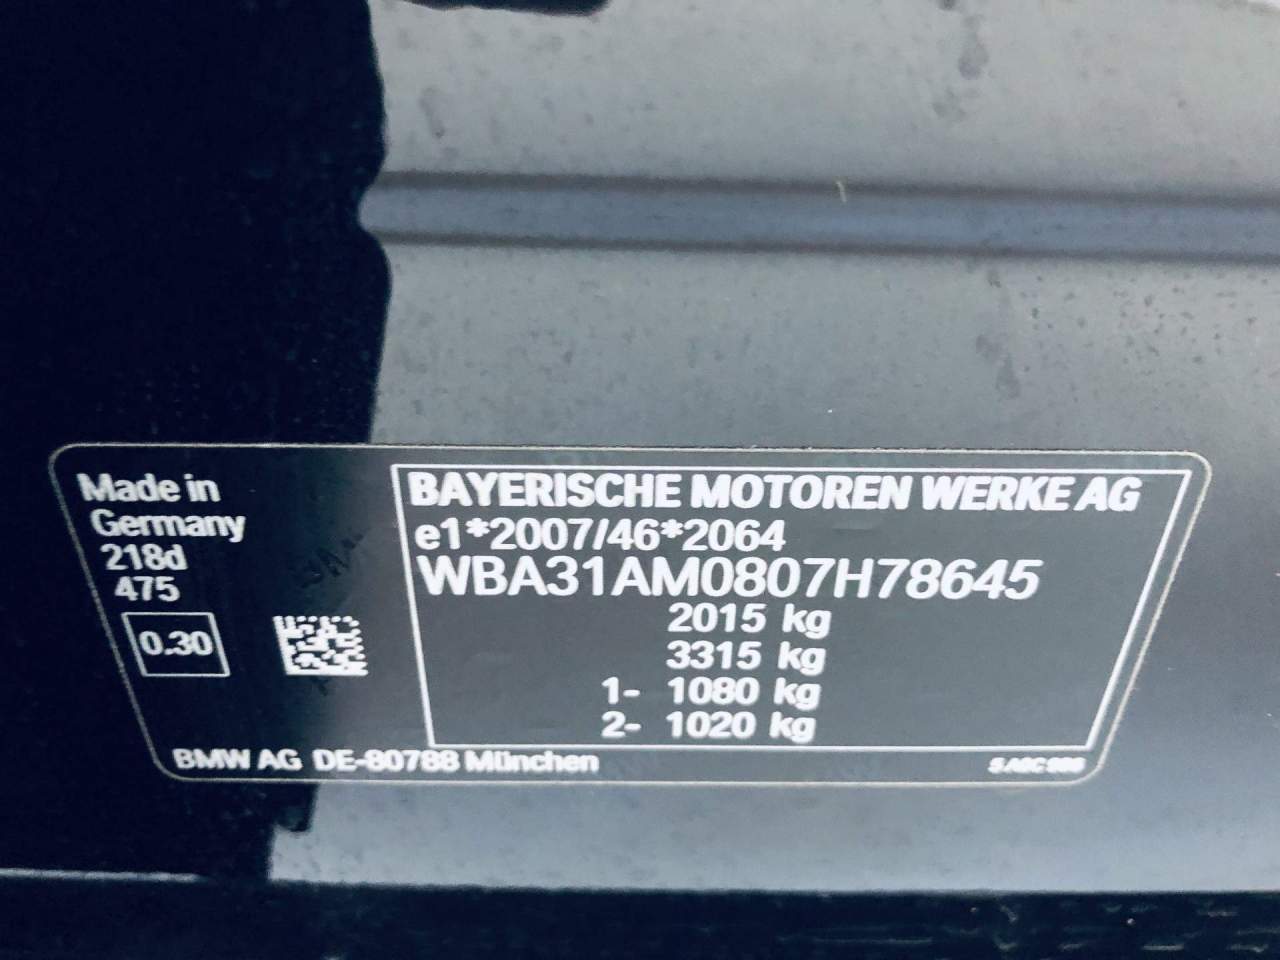 Made in
Germany
218d
475
0.30
BAYERISCHE MOTOREN WERKE AG
e1*2007/46*2064
WBA31AM0807H78645
2015 kg
3315 kg
1- 1080 kg
2- 1020 kg
BMW AG DE-80788 München